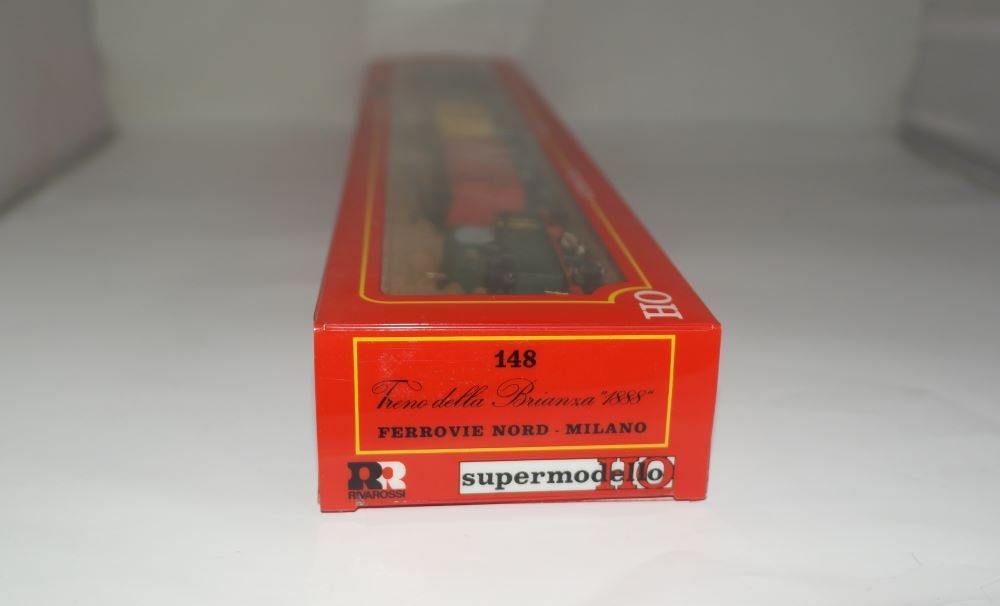 HO
148
Treno della Brianza "1888"
FERROVIE NORD - MILANO
RR
RIVAROSSI
supermodello HO